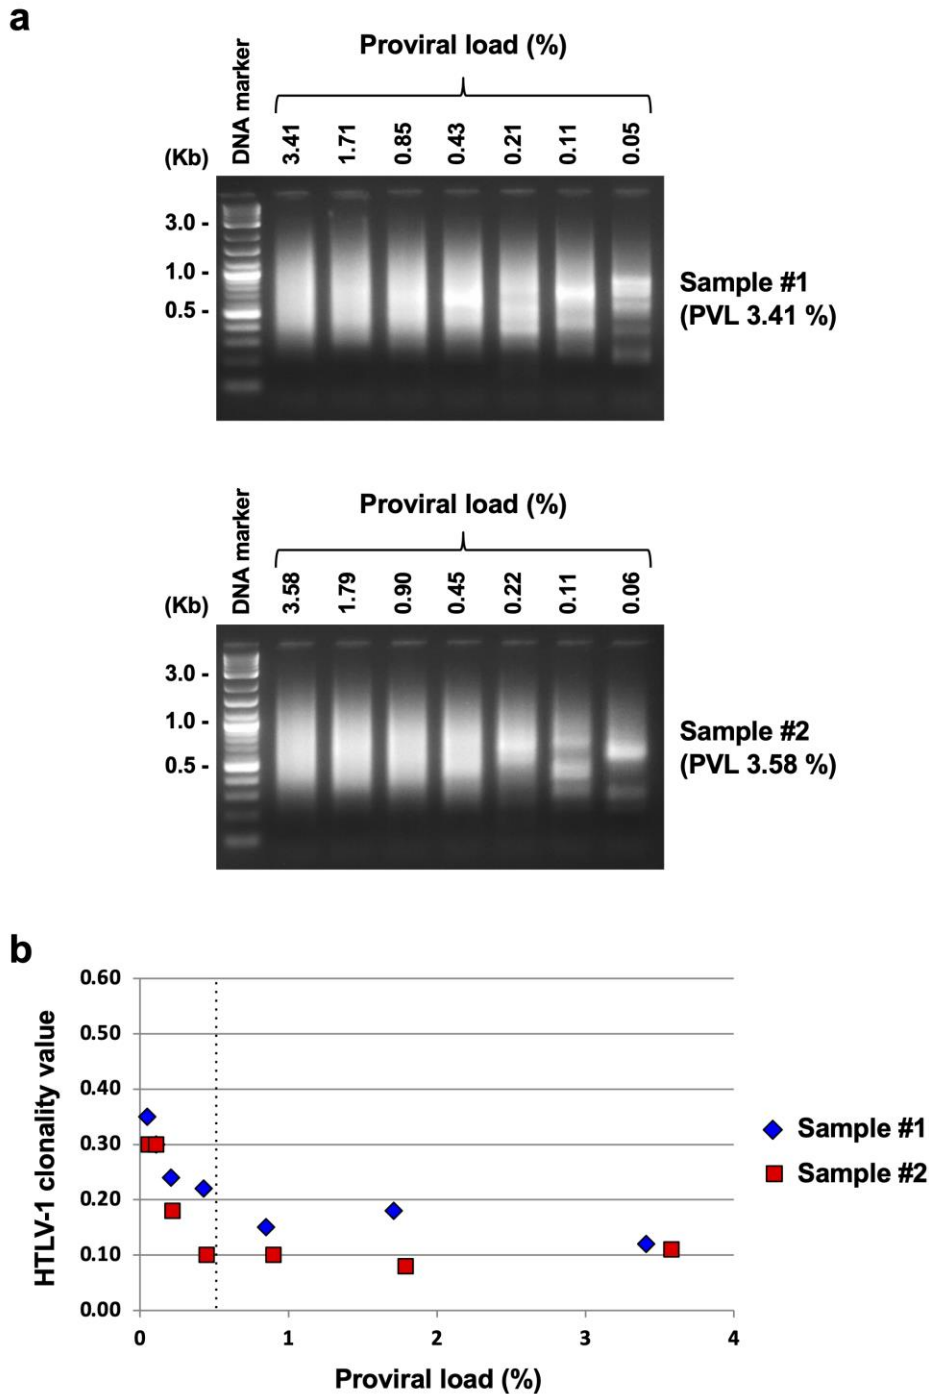 a
Proviral load (%)
(Kb) DNA marker 3.41 1.71 0.85 0.43 0.21 0.11 0.05
3.0 -
1.0 -
0.5 -
Sample #1
(PVL 3.41 %)
Proviral load (%)
(Kb) DNA marker 3.58 1.79 0.90 0.45 0.22 0.11 0.06
3.0 -
1.0 -
0.5 -
Sample #2
(PVL 3.58 %)
b
HTLV-1 clonality value
0.60
0.50
0.40
0.30
0.20
0.10
0.00
0 1 2 3 4
Proviral load (%)
Sample #1
Sample #2